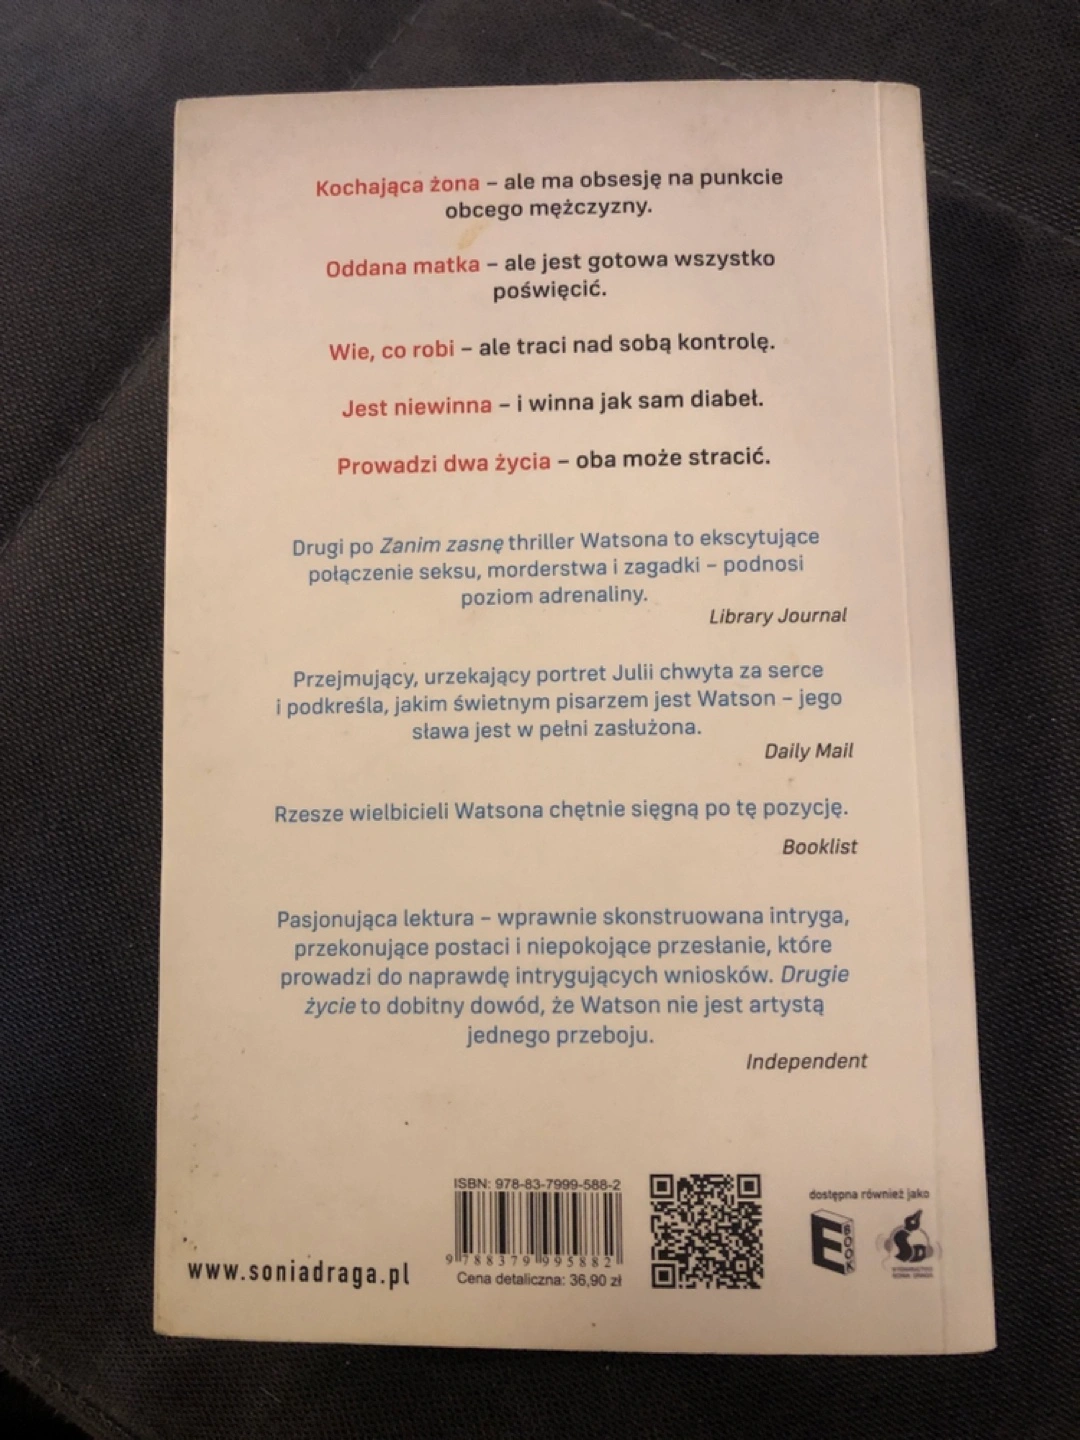 Kochająca żona – ale ma obsesję na punkcie
obcego mężczyzny.
Oddana matka – ale jest gotowa wszystko
poświęcić.
Wie, co robi – ale traci nad sobą kontrolę.
Jest niewinna – i winna jak sam diabeł.
Prowadzi dwa życia – oba może stracić.
Drugi po Zanim zasnę thriller Watsona to ekscytujące
połączenie seksu, morderstwa i zagadki – podnosi
poziom adrenaliny.
Library Journal
Przejmujący, urzekający portret Julii chwyta za serce
i podkreśla, jakim świetnym pisarzem jest Watson – jego
sława jest w pełni zasłużona.
Daily Mail
Rzesze wielbicieli Watsona chętnie sięgną po tę pozycję.
Booklist
Pasjonująca lektura – wprawnie skonstruowana intryga,
przekonujące postaci i niepokojące przesłanie, które
prowadzi do naprawdę intrygujących wniosków. Drugie
życie to dobitny dowód, że Watson nie jest artystą
jednego przeboju.
Independent
ISBN: 978-83-7999-588-2
9 788379 995882
Cena detaliczna: 36,90 zł
www.soniadraga.pl
dostępna również jako
EBOOK
SD
WYDAWNICTWO
SONIA DRAGA